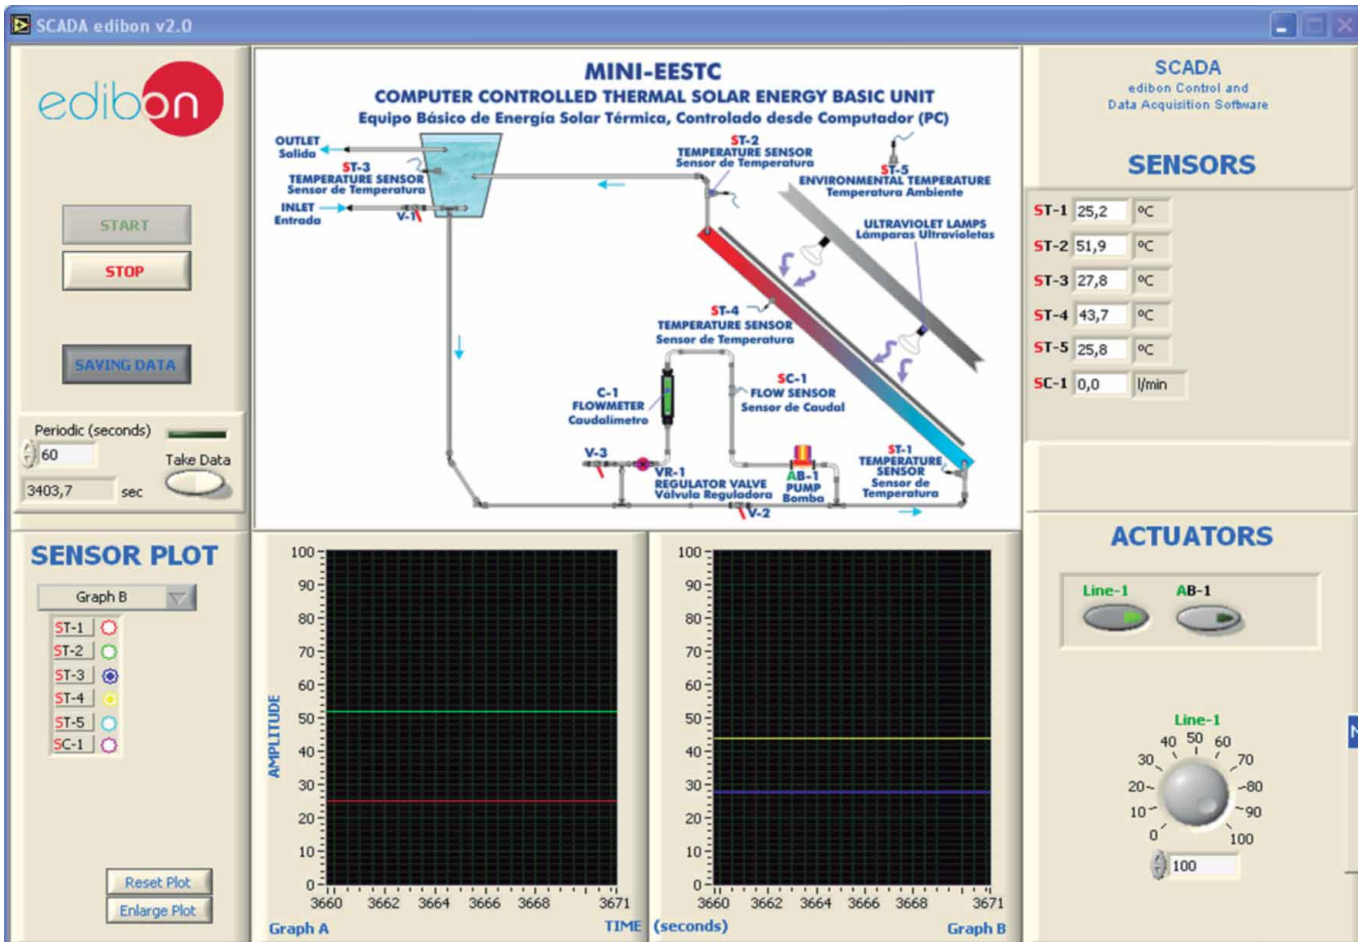 SCADA edibon v2.0
edibon
START
STOP
SAVING DATA
Periodic (seconds)
60
Take Data
3403,7 sec
MINI-EESTC
COMPUTER CONTROLLED THERMAL SOLAR ENERGY BASIC UNIT
Equipo Básico de Energía Solar Térmica, Controlado desde Computador (PC)
OUTLET
Salida
ST-3
TEMPERATURE SENSOR
Sensor de Temperatura
INLET
Entrada
V-1
ST-2
TEMPERATURE SENSOR
Sensor de Temperatura
ST-5
ENVIRONMENTAL TEMPERATURE
Temperatura Ambiente
ULTRAVIOLET LAMPS
Lámparas Ultravioletas
ST-4
TEMPERATURE SENSOR
Sensor de Temperatura
C-1
FLOWMETER
Caudalímetro
SC-1
FLOW SENSOR
Sensor de Caudal
V-3
VR-1
REGULATOR VALVE
Válvula Reguladora
AB-1
PUMP
Bomba
ST-1
TEMPERATURE
SENSOR
Sensor de
Temperatura
V-2
SCADA
edibon Control and
Data Acquisition Software
SENSORS
ST-1 25,2 ºC
ST-2 51,9 ºC
ST-3 27,8 ºC
ST-4 43,7 ºC
ST-5 25,8 ºC
SC-1 0,0 l/min
SENSOR PLOT
Graph B
ST-1
ST-2
ST-3
ST-4
ST-5
SC-1
Reset Plot
Enlarge Plot
AMPLITUDE
100
90
80
70
60
50
40
30
20
10
0
3660 3662 3664 3666 3668 3671
Graph A
TIME (seconds)
100
90
80
70
60
50
40
30
20
10
0
3660 3662 3664 3666 3668 3671
Graph B
ACTUATORS
Line-1 AB-1
Line-1
0 10 20 30 40 50 60 70 80 90 100
100